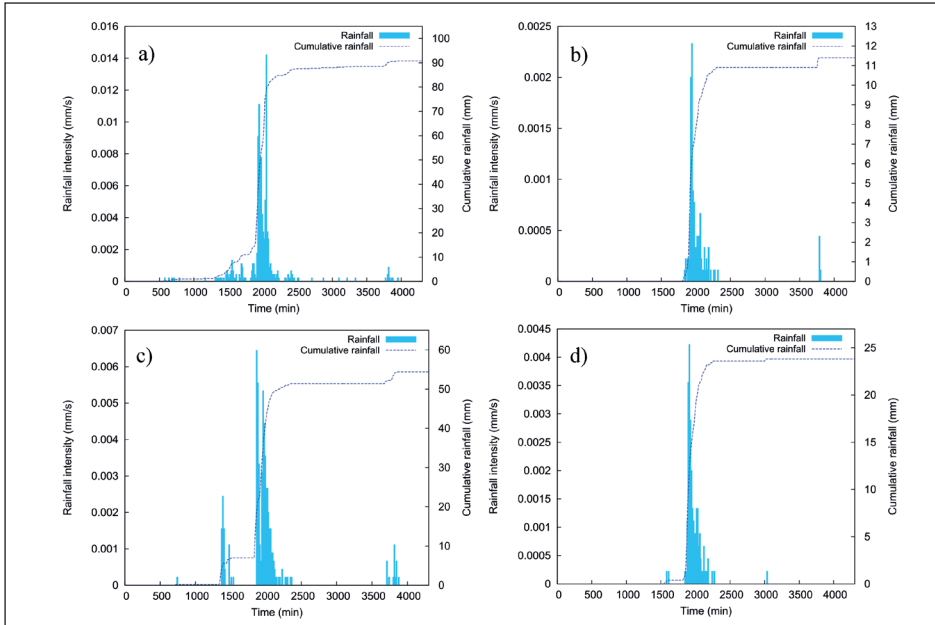 a)
Rainfall
Cumulative rainfall
Rainfall intensity (mm/s)
0.016
0.014
0.012
0.01
0.008
0.006
0.004
0.002
0
100
90
80
70
60
50
40
30
20
10
0
Cumulative rainfall (mm)
0 500 1000 1500 2000 2500 3000 3500 4000
Time (min)
b)
Rainfall
Cumulative rainfall
Rainfall intensity (mm/s)
0.0025
0.002
0.0015
0.001
0.0005
0
13
12
11
10
9
8
7
6
5
4
3
2
1
0
Cumulative rainfall (mm)
0 500 1000 1500 2000 2500 3000 3500 4000
Time (min)
c)
Rainfall
Cumulative rainfall
Rainfall intensity (mm/s)
0.007
0.006
0.005
0.004
0.003
0.002
0.001
0
60
50
40
30
20
10
0
Cumulative rainfall (mm)
0 500 1000 1500 2000 2500 3000 3500 4000
Time (min)
d)
Rainfall
Cumulative rainfall
Rainfall intensity (mm/s)
0.0045
0.004
0.0035
0.003
0.0025
0.002
0.0015
0.001
0.0005
0
25
20
15
10
5
0
Cumulative rainfall (mm)
0 500 1000 1500 2000 2500 3000 3500 4000
Time (min)